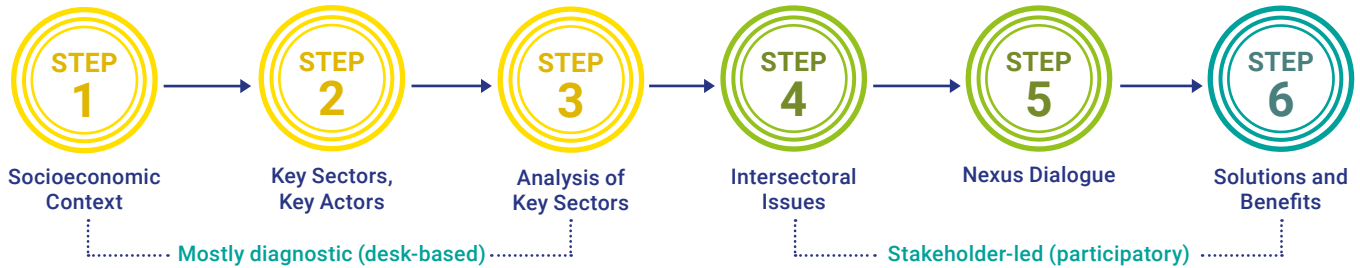 STEP
1
STEP
2
STEP
3
STEP
4
STEP
5
STEP
6
Socioeconomic
Context
Key Sectors,
Key Actors
Analysis of
Key Sectors
Intersectoral
Issues
Nexus Dialogue
Solutions and
Benefits
Mostly diagnostic (desk-based)
Stakeholder-led (participatory)